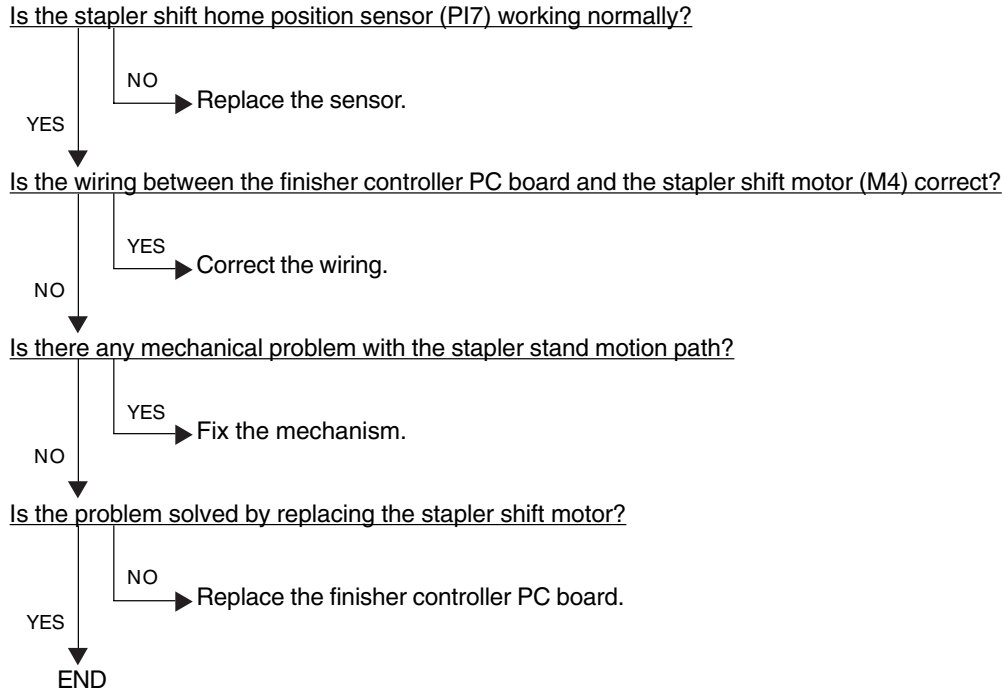 Is the stapler shift home position sensor (PI7) working normally?
NO
Replace the sensor.
YES
Is the wiring between the finisher controller PC board and the stapler shift motor (M4) correct?
YES
Correct the wiring.
NO
Is there any mechanical problem with the stapler stand motion path?
YES
Fix the mechanism.
NO
Is the problem solved by replacing the stapler shift motor?
NO
Replace the finisher controller PC board.
YES
END